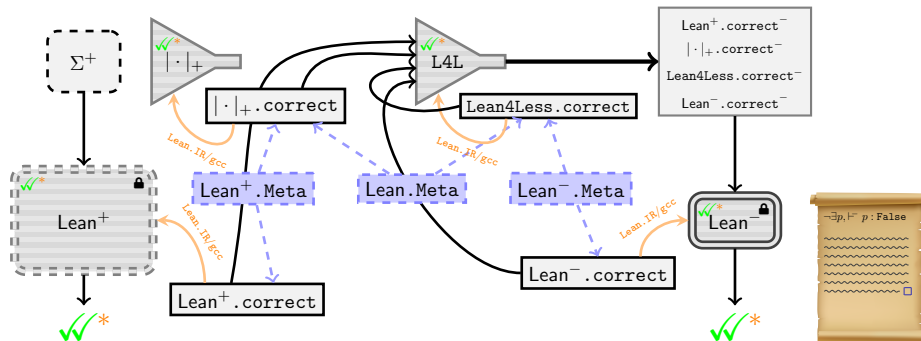 Σ⁺
|·|₊
L4L
Lean⁺.correct⁻
|·|₊.correct⁻
Lean4Less.correct⁻
Lean⁻.correct⁻
|·|₊.correct
Lean4Less.correct
Lean.IR/gcc
Lean.IR/gcc
Lean⁺.Meta
Lean.Meta
Lean⁻.Meta
Lean⁺
Lean.IR/gcc
Lean.IR/gcc
Lean⁻
¬∃p,⊢⁻ p:False
Lean⁺.correct
Lean⁻.correct
✓✓*
✓✓*